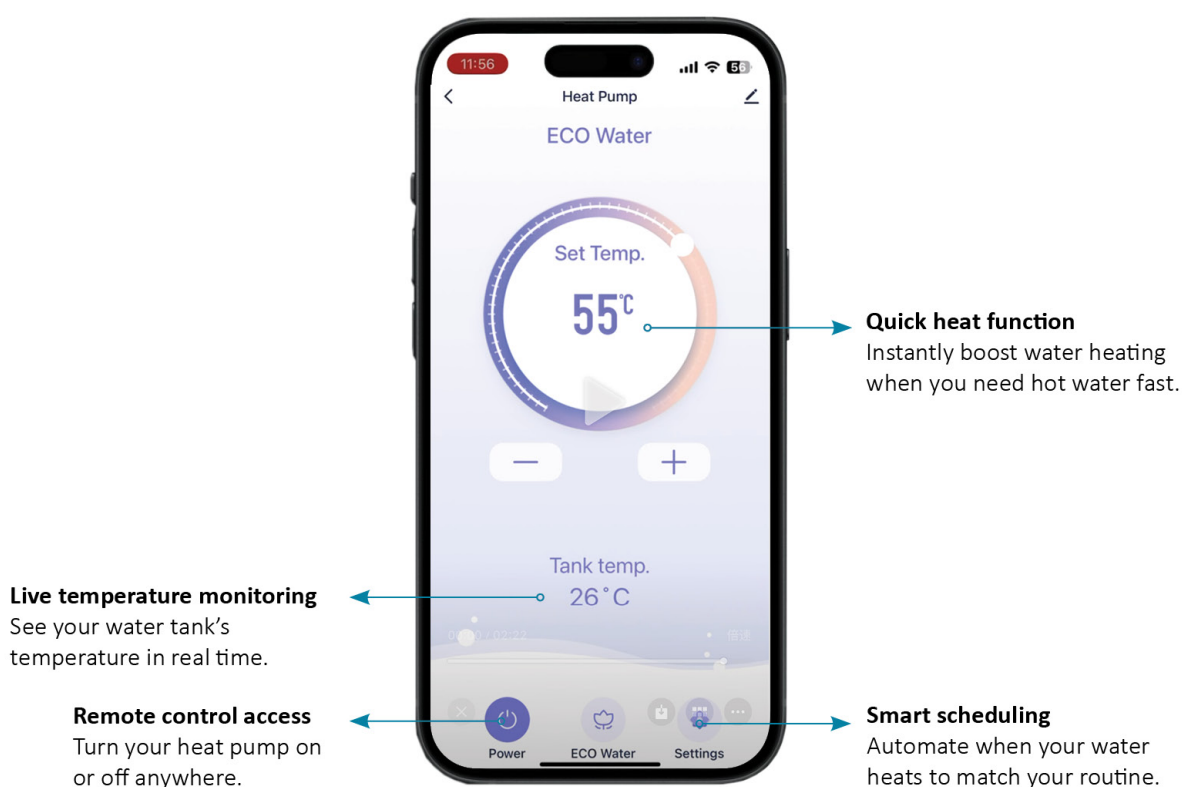 11:56
56
Heat Pump
ECO Water
Set Temp.
55°C
Quick heat function
Instantly boost water heating
when you need hot water fast.
Tank temp.
26°C
Live temperature monitoring
See your water tank’s
temperature in real time.
倍速
Remote control access
Turn your heat pump on
or off anywhere.
Power
ECO Water
Settings
Smart scheduling
Automate when your water
heats to match your routine.